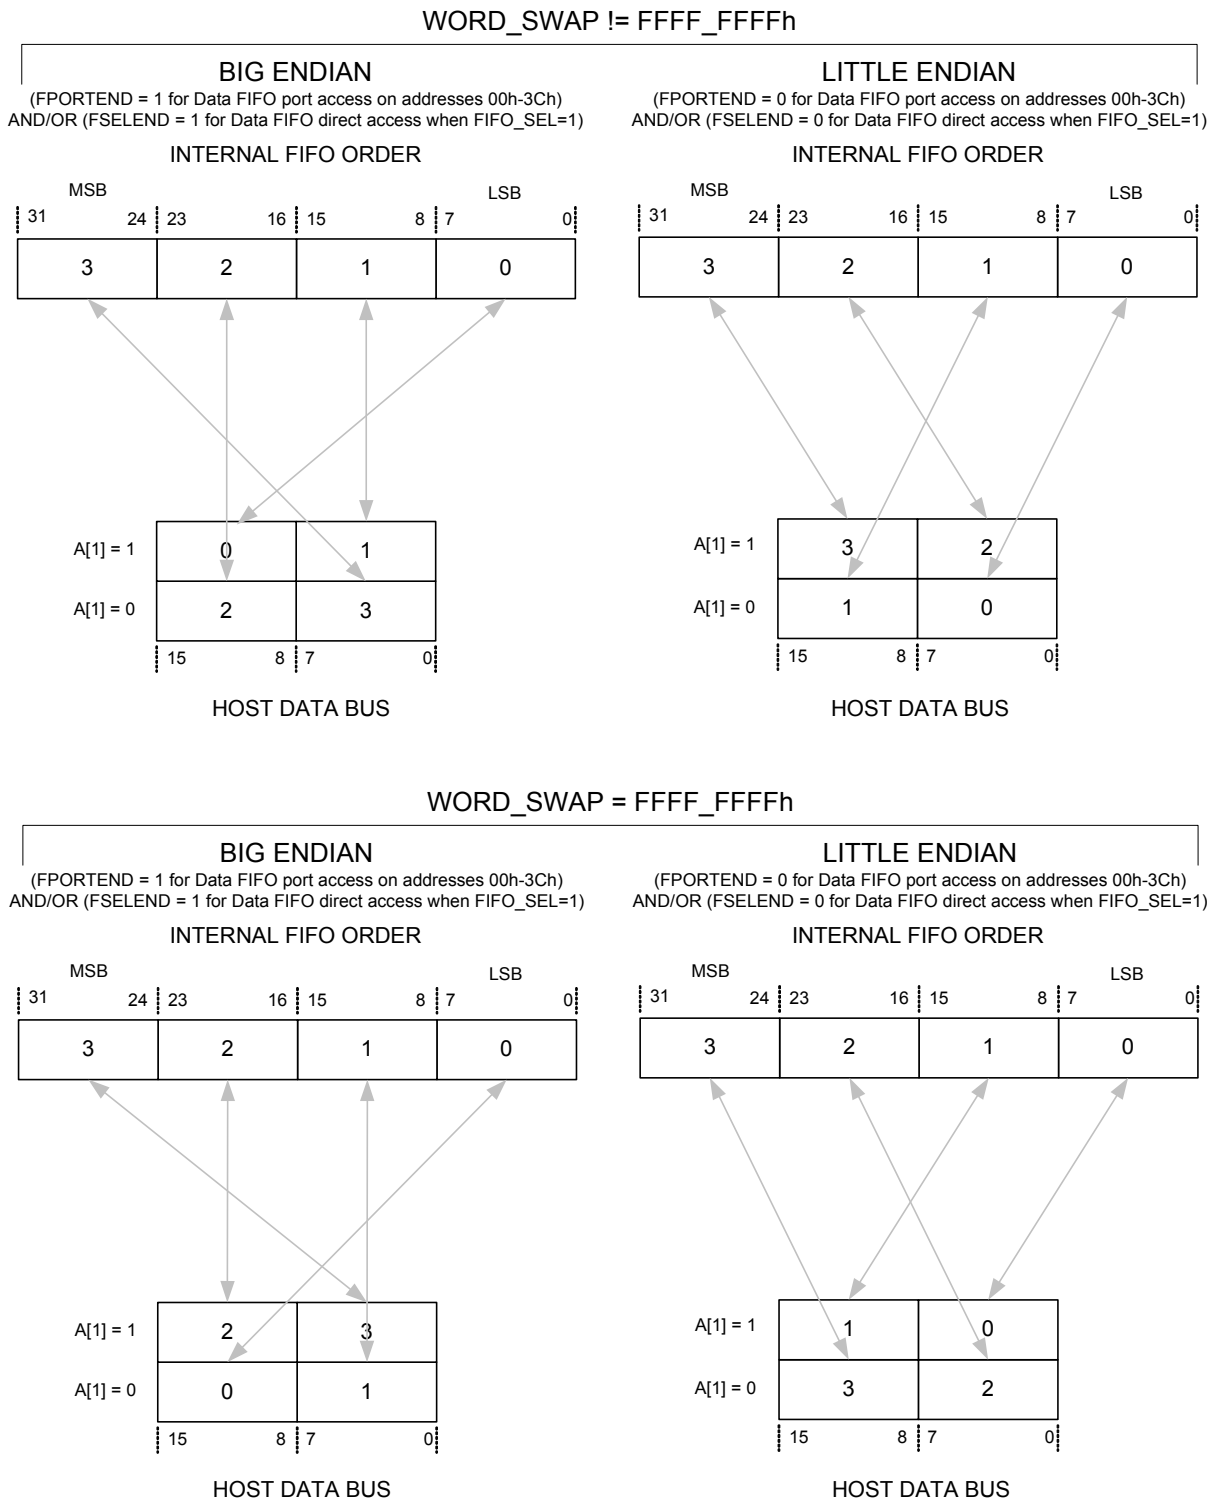 WORD_SWAP != FFFF_FFFFh
BIG ENDIAN
(FPORTEND = 1 for Data FIFO port access on addresses 00h-3Ch)
AND/OR (FSELEND = 1 for Data FIFO direct access when FIFO_SEL=1)
INTERNAL FIFO ORDER
MSB LSB
31 24 23 16 15 8 7 0
3 2 1 0
A[1] = 1 0 1
A[1] = 0 2 3
15 8 7 0
HOST DATA BUS
LITTLE ENDIAN
(FPORTEND = 0 for Data FIFO port access on addresses 00h-3Ch)
AND/OR (FSELEND = 0 for Data FIFO direct access when FIFO_SEL=1)
INTERNAL FIFO ORDER
MSB LSB
31 24 23 16 15 8 7 0
3 2 1 0
A[1] = 1 3 2
A[1] = 0 1 0
15 8 7 0
HOST DATA BUS
WORD_SWAP = FFFF_FFFFh
BIG ENDIAN
(FPORTEND = 1 for Data FIFO port access on addresses 00h-3Ch)
AND/OR (FSELEND = 1 for Data FIFO direct access when FIFO_SEL=1)
INTERNAL FIFO ORDER
MSB LSB
31 24 23 16 15 8 7 0
3 2 1 0
A[1] = 1 2 3
A[1] = 0 0 1
15 8 7 0
HOST DATA BUS
LITTLE ENDIAN
(FPORTEND = 0 for Data FIFO port access on addresses 00h-3Ch)
AND/OR (FSELEND = 0 for Data FIFO direct access when FIFO_SEL=1)
INTERNAL FIFO ORDER
MSB LSB
31 24 23 16 15 8 7 0
3 2 1 0
A[1] = 1 1 0
A[1] = 0 3 2
15 8 7 0
HOST DATA BUS